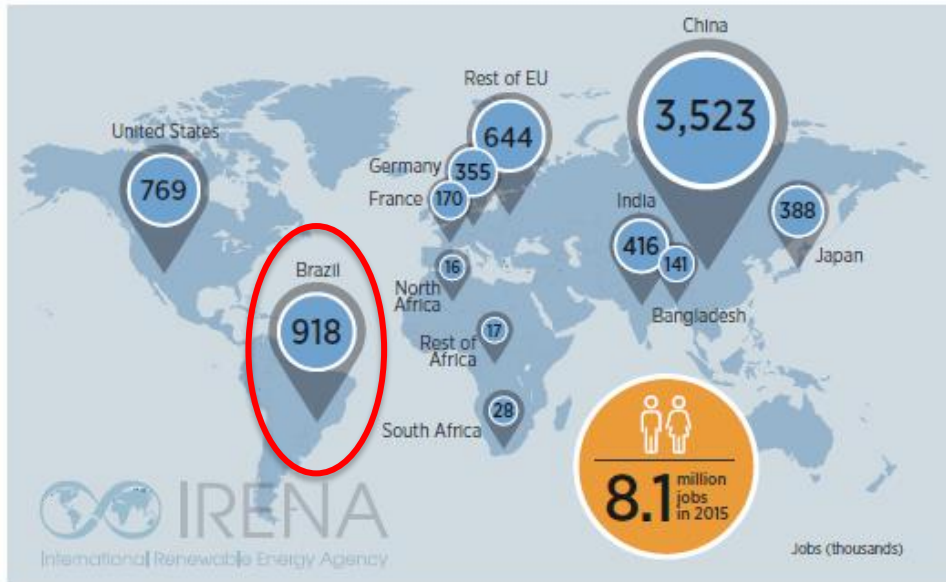 China
3,523
Rest of EU
644
United States
769
Germany
355
France
170
India
416
141
Bangladesh
388
Japan
Brazil
918
16
North
Africa
17
Rest of
Africa
28
South Africa
8.1 million
jobs
in 2015
IRENA
International Renewable Energy Agency
Jobs (thousands)